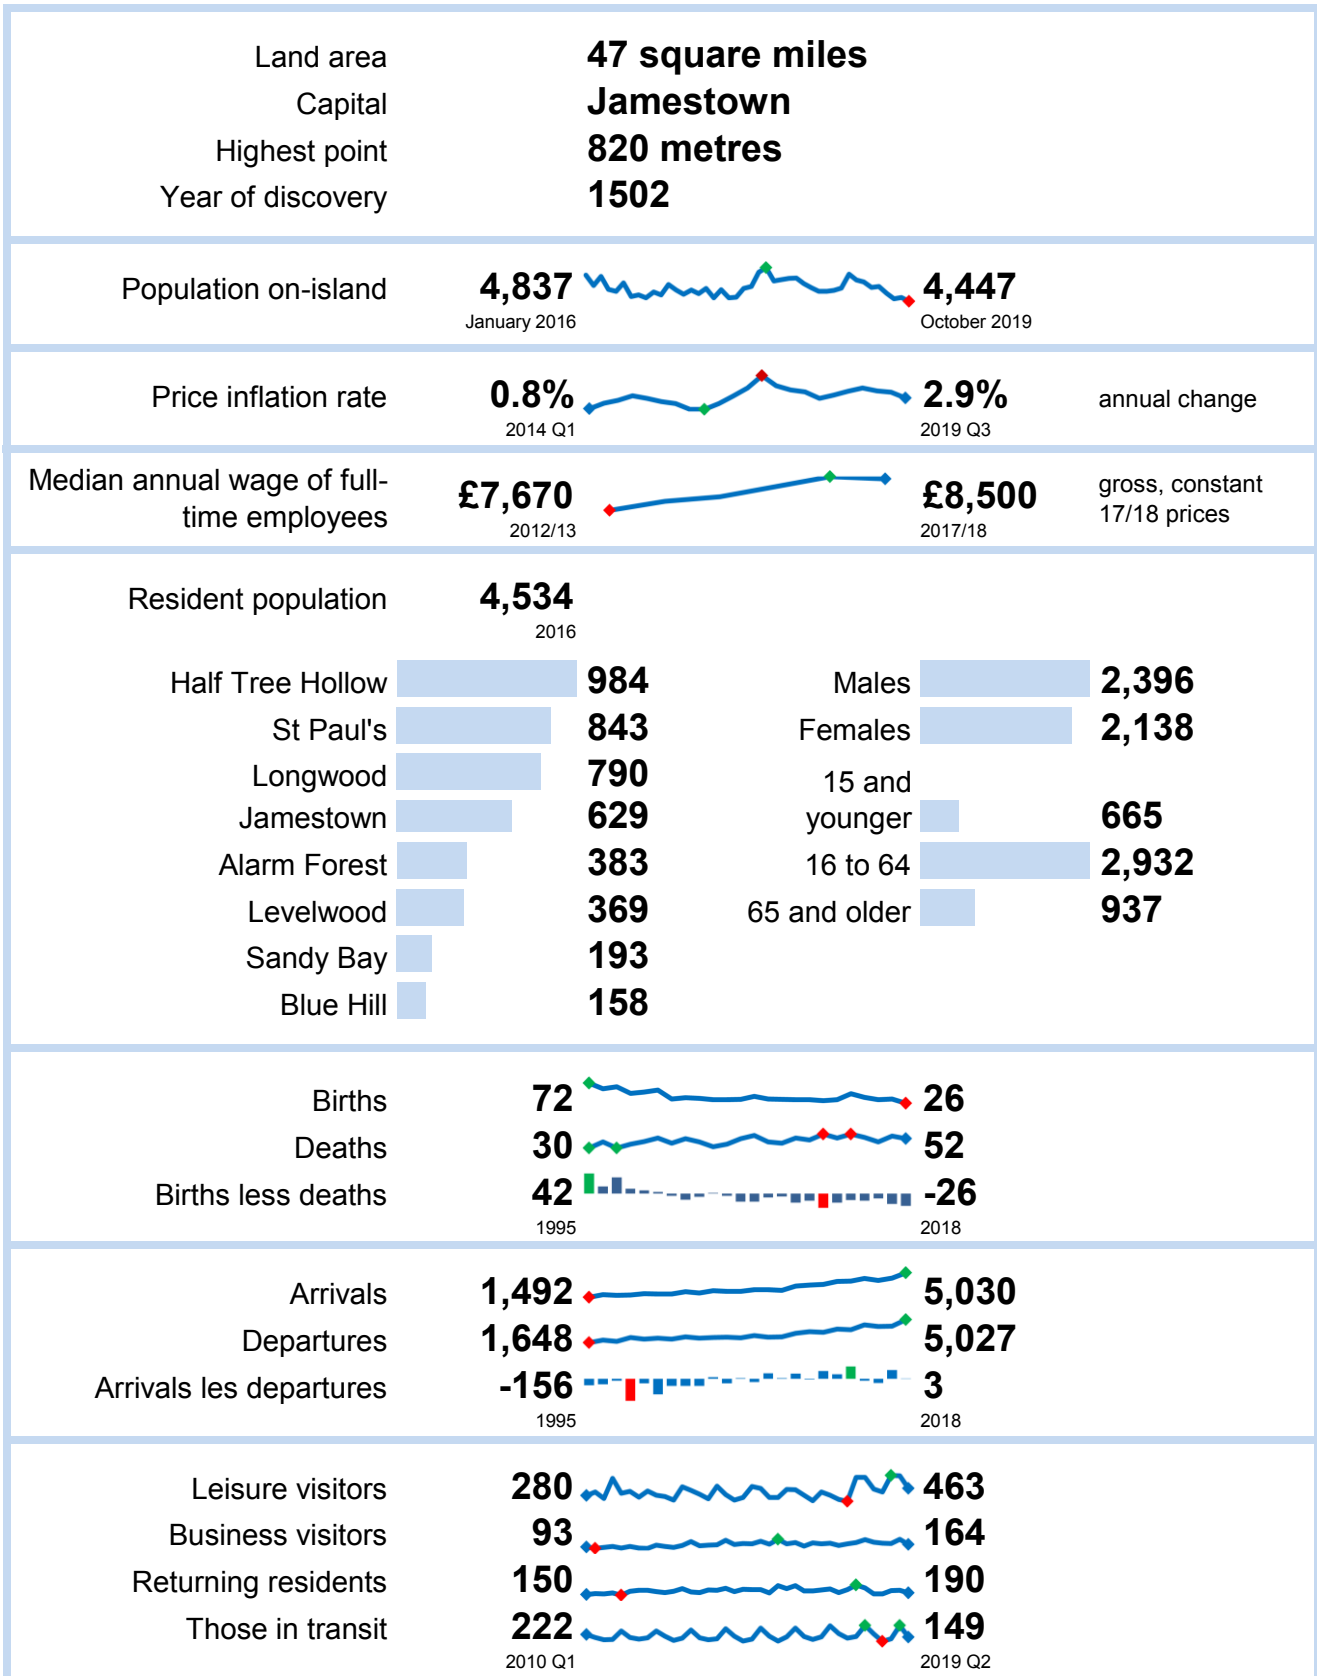 Land area 47 square miles
Capital Jamestown
Highest point 820 metres
Year of discovery 1502
Population on-island 4,837 4,447
January 2016 October 2019
Price inflation rate 0.8% 2.9% annual change
2014 Q1 2019 Q3
Median annual wage of full-
time employees £7,670 £8,500 gross, constant
17/18 prices
2012/13 2017/18
Resident population 4,534
2016
Half Tree Hollow 984
St Paul's 843
Longwood 790
Jamestown 629
Alarm Forest 383
Levelwood 369
Sandy Bay 193
Blue Hill 158
Males 2,396
Females 2,138
15 and
younger 665
16 to 64 2,932
65 and older 937
Births 72 26
Deaths 30 52
Births less deaths 42 -26
1995 2018
Arrivals 1,492 5,030
Departures 1,648 5,027
Arrivals les departures -156 3
1995 2018
Leisure visitors 280 463
Business visitors 93 164
Returning residents 150 190
Those in transit 222 149
2010 Q1 2019 Q2